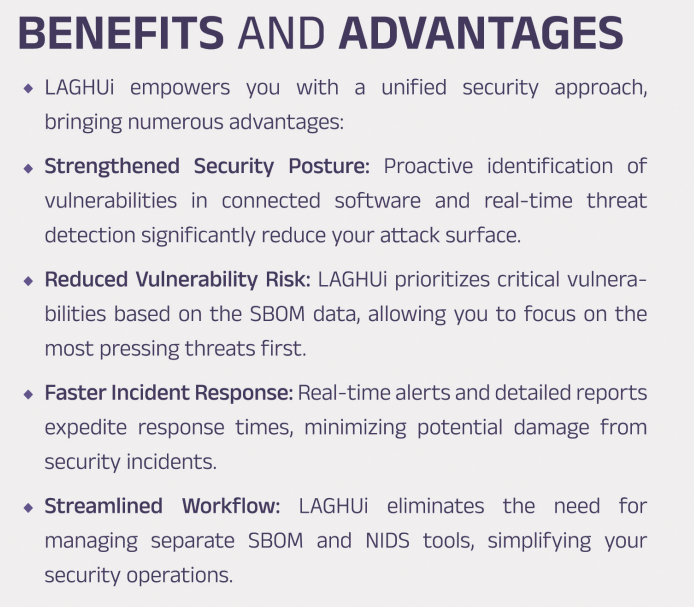 BENEFITS AND ADVANTAGES
LAGHUi empowers you with a unified security approach,
bringing numerous advantages:
Strengthened Security Posture: Proactive identification of
vulnerabilities in connected software and real-time threat
detection significantly reduce your attack surface.
Reduced Vulnerability Risk: LAGHUi prioritizes critical vulnera-
bilities based on the SBOM data, allowing you to focus on the
most pressing threats first.
Faster Incident Response: Real-time alerts and detailed reports
expedite response times, minimizing potential damage from
security incidents.
Streamlined Workflow: LAGHUi eliminates the need for
managing separate SBOM and NIDS tools, simplifying your
security operations.